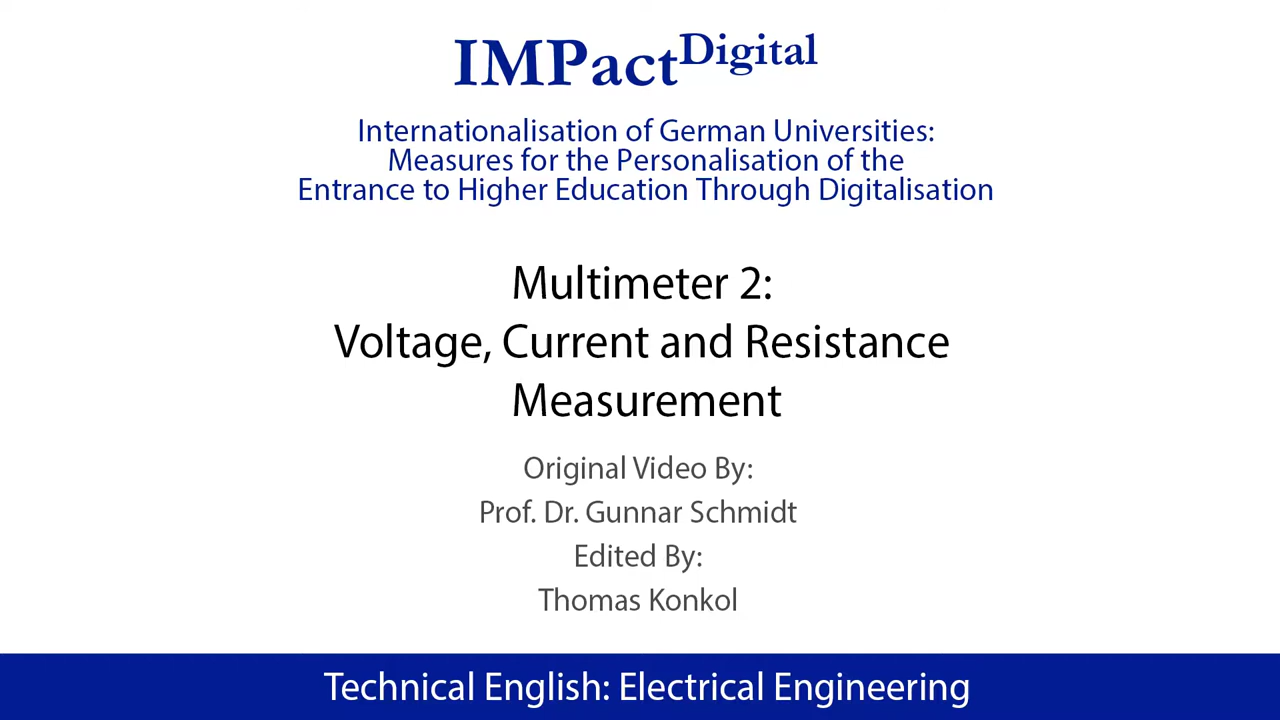 IMPact Digital
Internationalisation of German Universities:
Measures for the Personalisation of the
Entrance to Higher Education Through Digitalisation
Multimeter 2:
Voltage, Current and Resistance
Measurement
Original Video By:
Prof. Dr. Gunnar Schmidt
Edited By:
Thomas Konkol
Technical English: Electrical Engineering